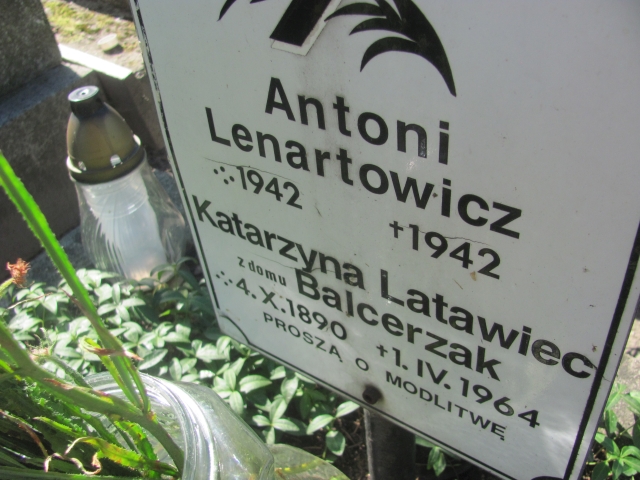 Antoni
Lenartowicz
∴1942 †1942
Katarzyna Latawiec
z domu Balcerzak
∴4.X.1890 †1.IV.1964
PROSZĄ O MODLITWĘ